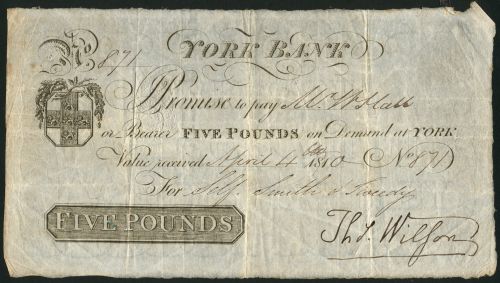 No 871
YORK BANK
I Promise to pay Mr. W. Hall
or Bearer FIVE POUNDS on Demand at YORK
Value received April 4th 1810 No 871
For Self, Smith & Tweedy
FIVE POUNDS
Thos. Wilson